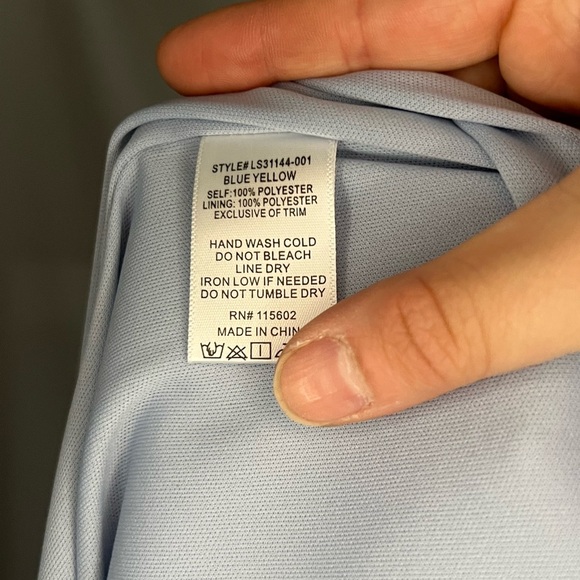 STYLE# LS31144-001
BLUE YELLOW
SELF:100% POLYESTER
LINING: 100% POLYESTER
EXCLUSIVE OF TRIM
HAND WASH COLD
DO NOT BLEACH
LINE DRY
IRON LOW IF NEEDED
DO NOT TUMBLE DRY
RN# 115602
MADE IN CHIN